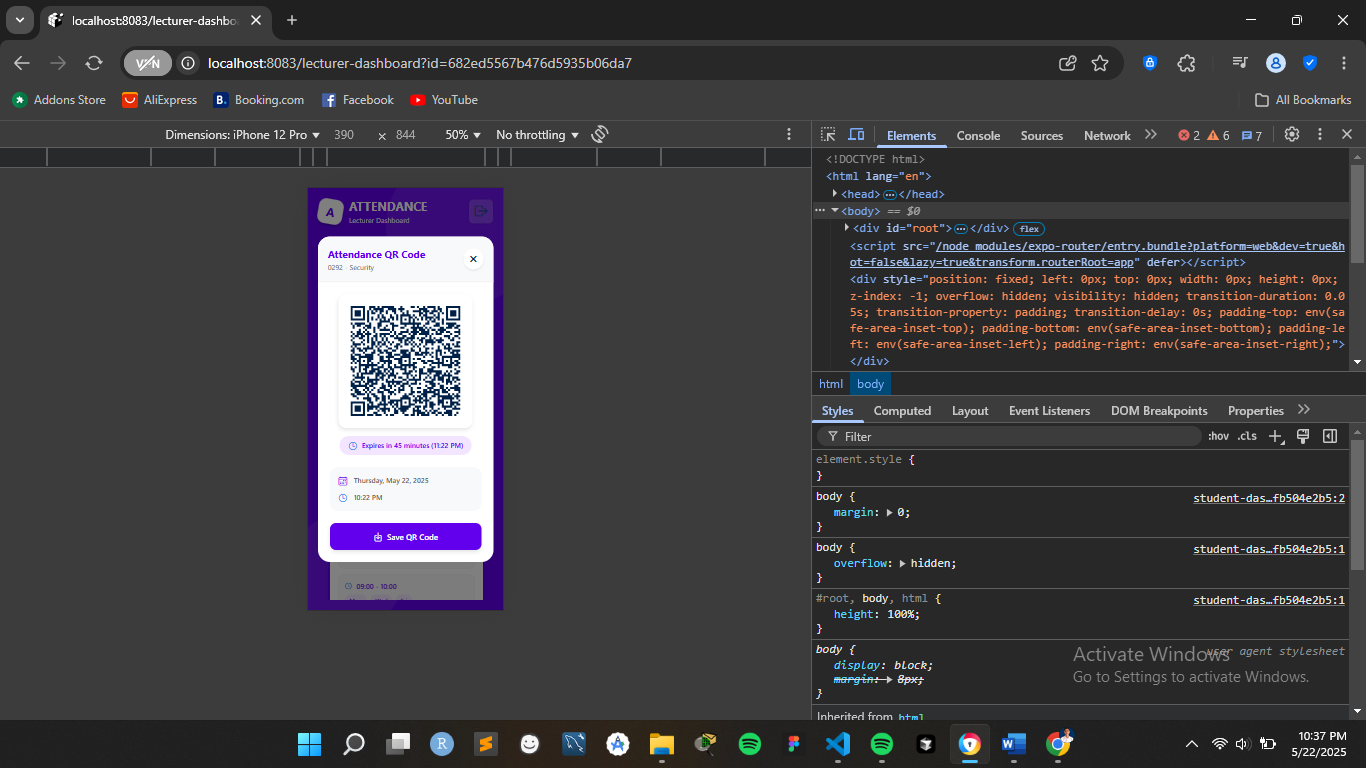 localhost:8083/lecturer-dashbo
localhost:8083/lecturer-dashboard?id=682ed5567b476d5935b06da7
VPN
Addons Store
AliExpress
B.
Booking.com
Facebook
YouTube
All Bookmarks
Dimensions: iPhone 12 Pro
390
×
844
50%
No throttling
Elements
Console
Sources
Network
2
6
7
A
ATTENDANCE
Lecturer Dashboard
Attendance QR Code
0292 · Security
Expires in 45 minutes (11:22 PM)
Thursday, May 22, 2025
10:22 PM
Save QR Code
09:00 - 10:00
<!DOCTYPE html>
<html lang="en">
<head> ⋯ </head>
<body> == $0
<div id="root"> ⋯ </div> flex
<script src="/node_modules/expo-router/entry.bundle?platform=web&dev=true&h
ot=false&lazy=true&transform.routerRoot=app" defer></script>
<div style="position: fixed; left: 0px; top: 0px; width: 0px; height: 0px;
z-index: -1; overflow: hidden; visibility: hidden; transition-duration: 0.0
5s; transition-property: padding; transition-delay: 0s; padding-top: env(sa
fe-area-inset-top); padding-bottom: env(safe-area-inset-bottom); padding-le
ft: env(safe-area-inset-left); padding-right: env(safe-area-inset-right);">
</div>
html
body
Styles
Computed
Layout
Event Listeners
DOM Breakpoints
Properties
Filter
:hov
.cls
element.style {
}
body {
student-das…fb504e2b5:2
margin: 0;
}
body {
student-das…fb504e2b5:1
overflow: hidden;
}
#root, body, html {
student-das…fb504e2b5:1
height: 100%;
}
body {
user agent stylesheet
display: block;
margin: 8px;
}
Inherited from html
Activate Windows
Go to Settings to activate Windows.
R
W
10:37 PM
5/22/2025